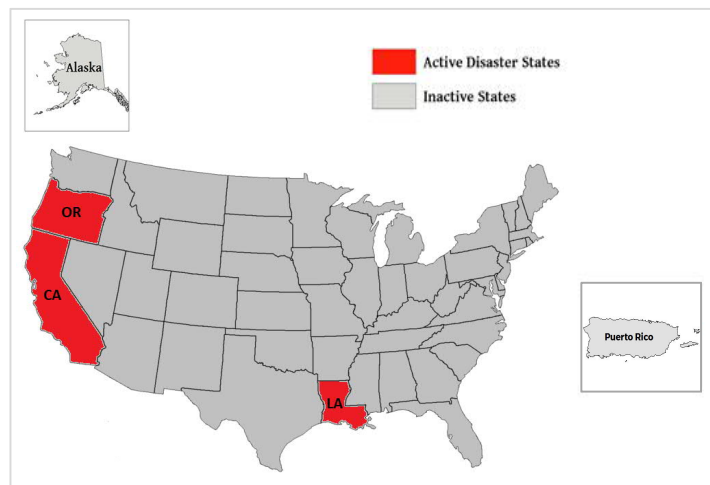 Alaska
Active Disaster States
Inactive States
OR
CA
LA
Puerto Rico